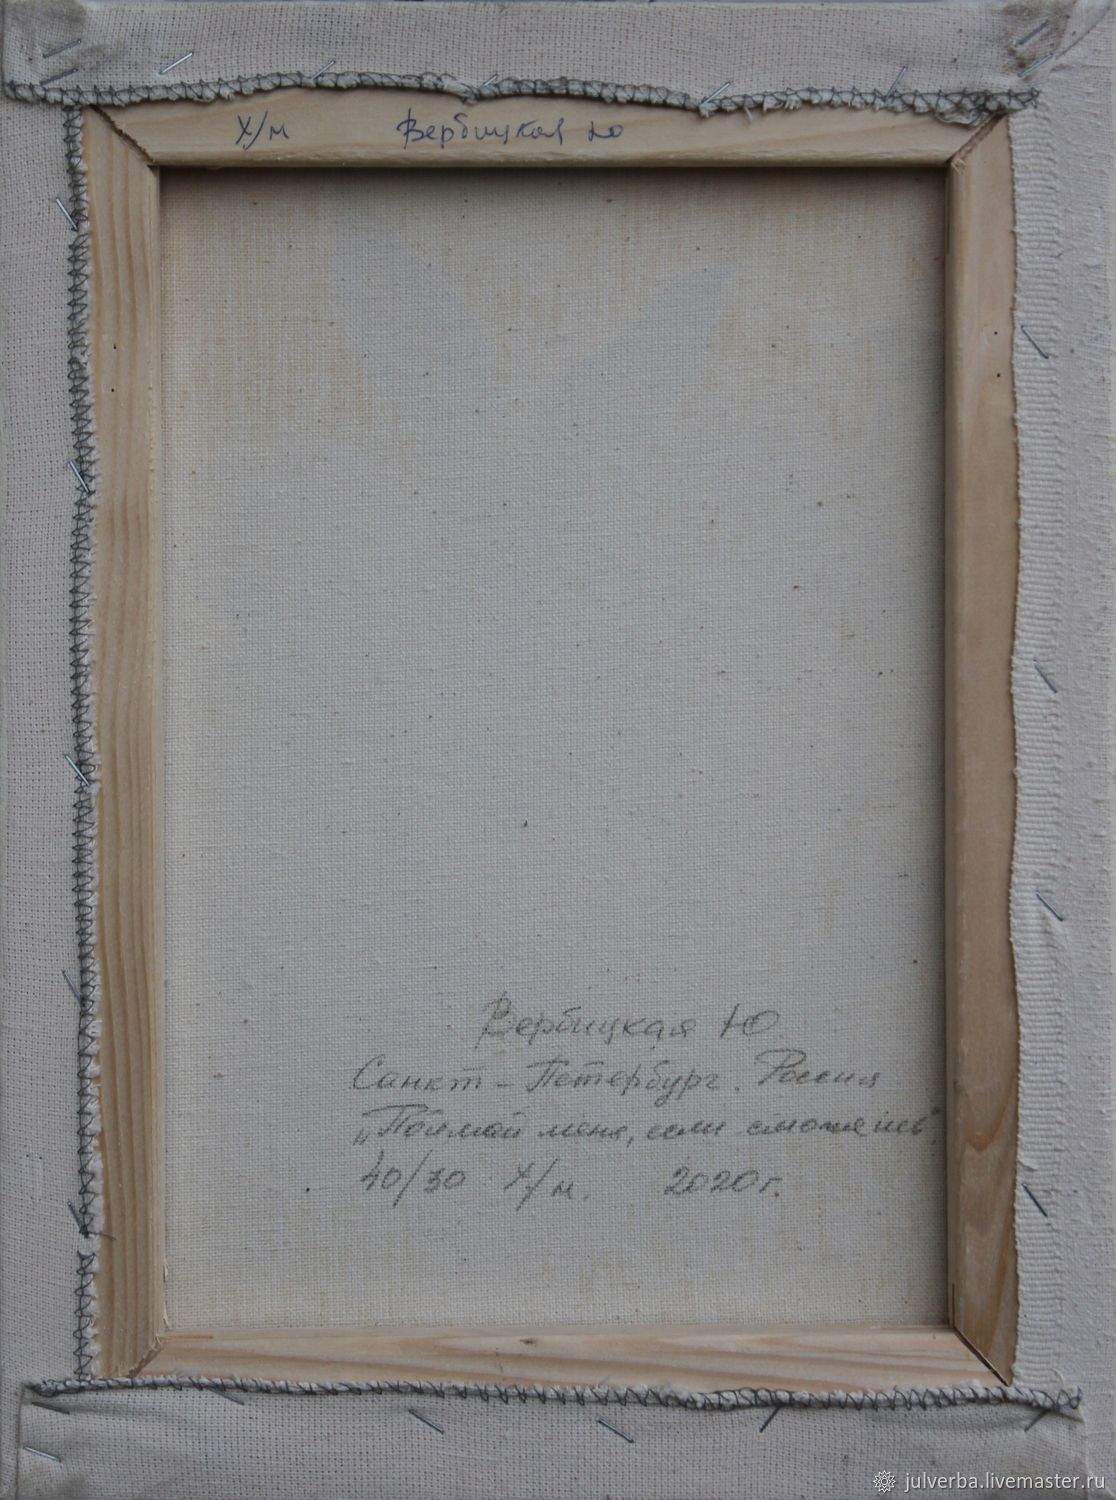 х/м Вербицкая Ю
Вербицкая Ю
Санкт-Петербург. Россия
„Поймай меня, если сможешь".
40/30 х/м. 2020г.
julverba.livemaster.ru